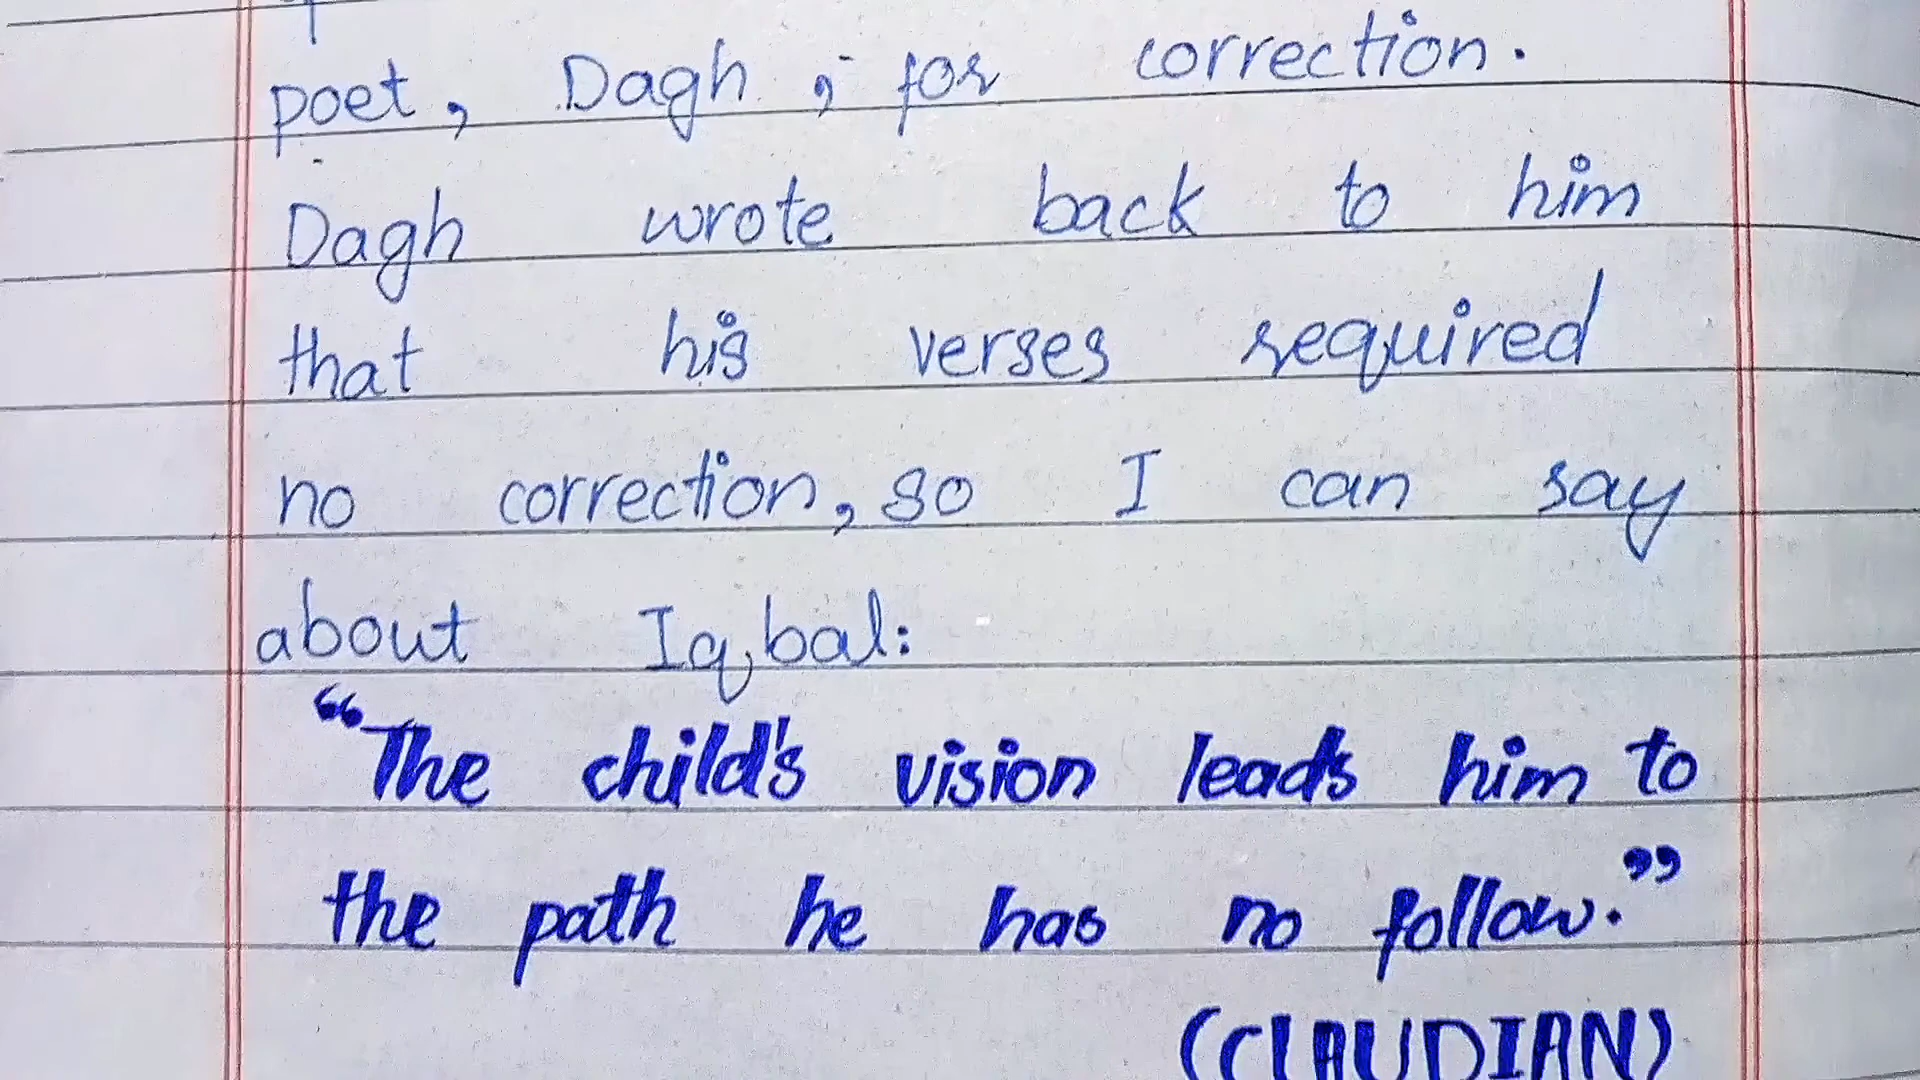 poet, Dagh, for correction.
Dagh wrote back to him
that his verses required
no correction, so I can say
about Iqbal:
“The child's vision leads him to
the path he has no follow.”
(CLAUDIAN)